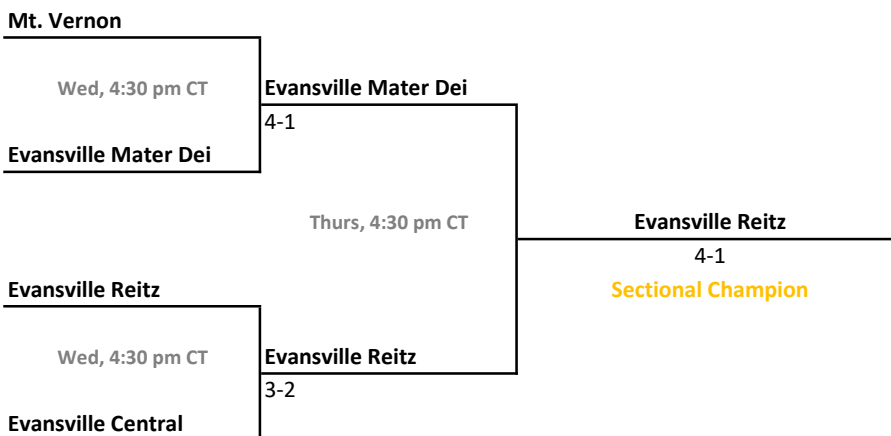 Mt. Vernon
Wed, 4:30 pm CT
Evansville Mater Dei
4-1
Evansville Mater Dei
Thurs, 4:30 pm CT
Evansville Reitz
4-1
Sectional Champion
Evansville Reitz
Wed, 4:30 pm CT
Evansville Reitz
3-2
Evansville Central